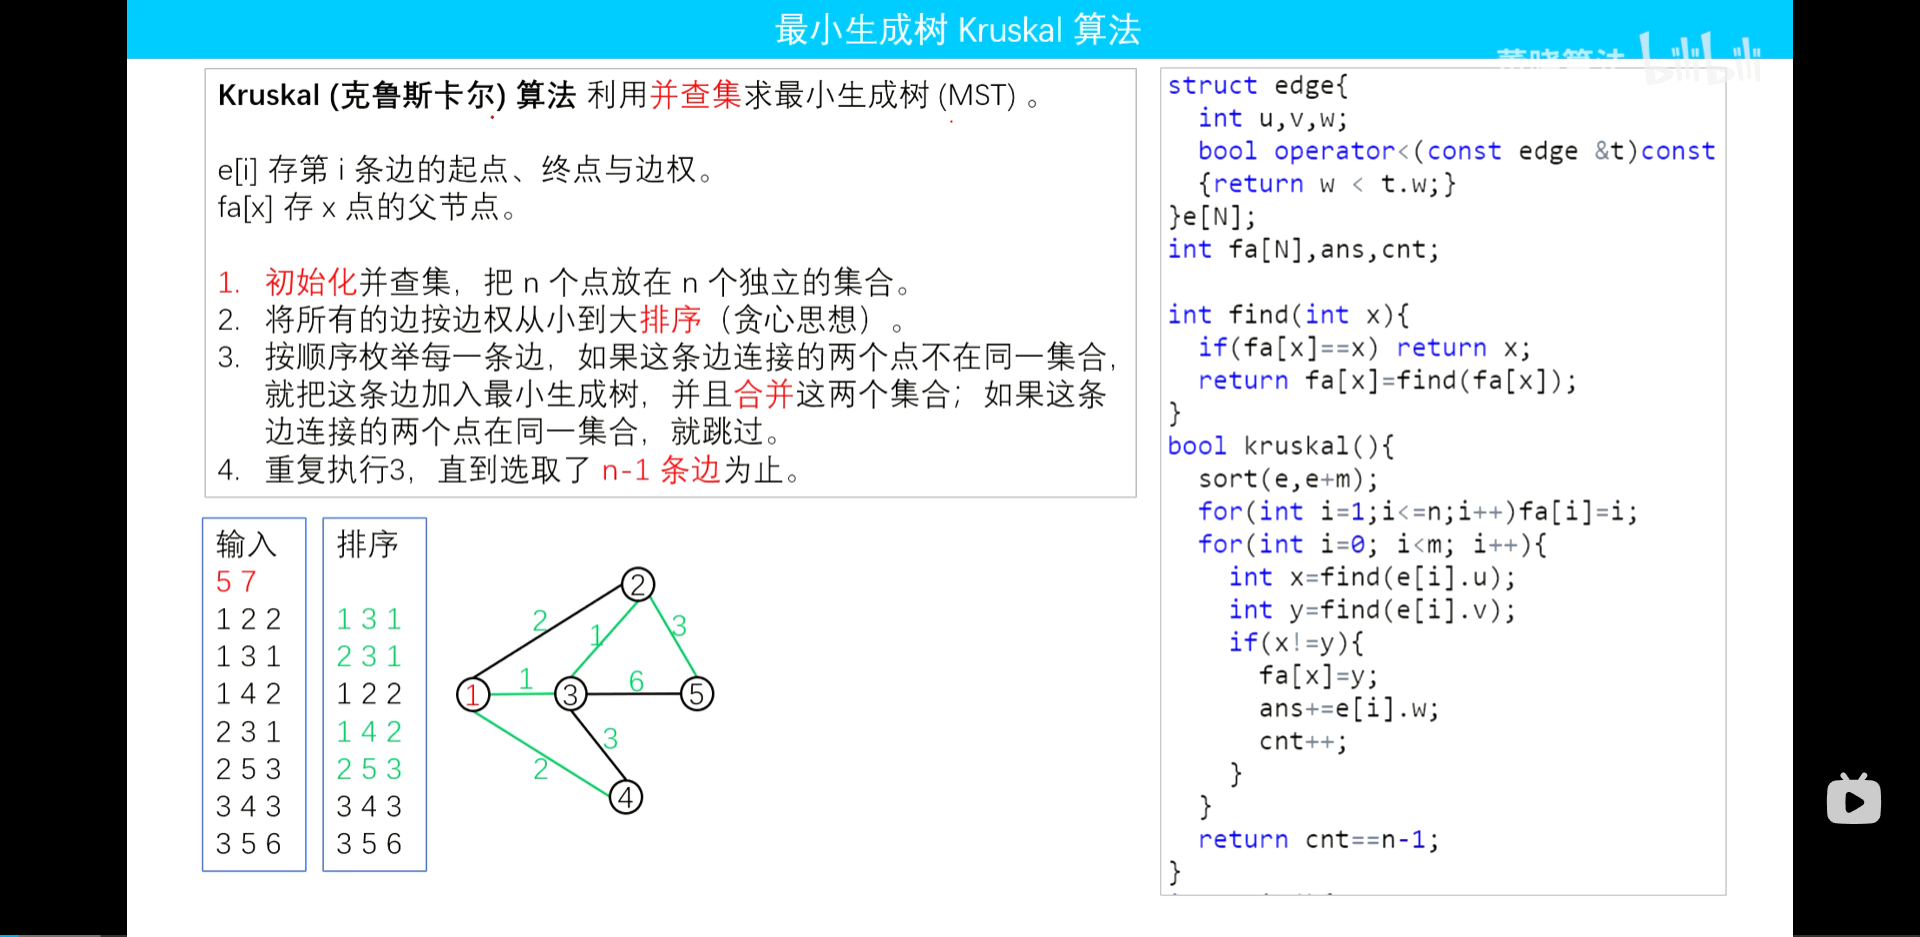 最小生成树 Kruskal 算法
bilibili
Kruskal (克鲁斯卡尔) 算法 利用并查集求最小生成树 (MST) 。
e[i] 存第 i 条边的起点、终点与边权。
fa[x] 存 x 点的父节点。
1. 初始化并查集，把 n 个点放在 n 个独立的集合。
2. 将所有的边按边权从小到大排序（贪心思想）。
3. 按顺序枚举每一条边，如果这条边连接的两个点不在同一集合，
就把这条边加入最小生成树，并且合并这两个集合；如果这条
边连接的两个点在同一集合，就跳过。
4. 重复执行3，直到选取了 n-1 条边为止。
输入
5 7
1 2 2
1 3 1
1 4 2
2 3 1
2 5 3
3 4 3
3 5 6
排序
1 3 1
2 3 1
1 2 2
1 4 2
2 5 3
3 4 3
3 5 6
2
2
1
3
1
1
3
6
5
3
2
4
struct edge{
int u,v,w;
bool operator<(const edge &t)const
{return w < t.w;}
}e[N];
int fa[N],ans,cnt;
int find(int x){
if(fa[x]==x) return x;
return fa[x]=find(fa[x]);
}
bool kruskal(){
sort(e,e+m);
for(int i=1;i<=n;i++)fa[i]=i;
for(int i=0; i<m; i++){
int x=find(e[i].u);
int y=find(e[i].v);
if(x!=y){
fa[x]=y;
ans+=e[i].w;
cnt++;
}
}
return cnt==n-1;
}